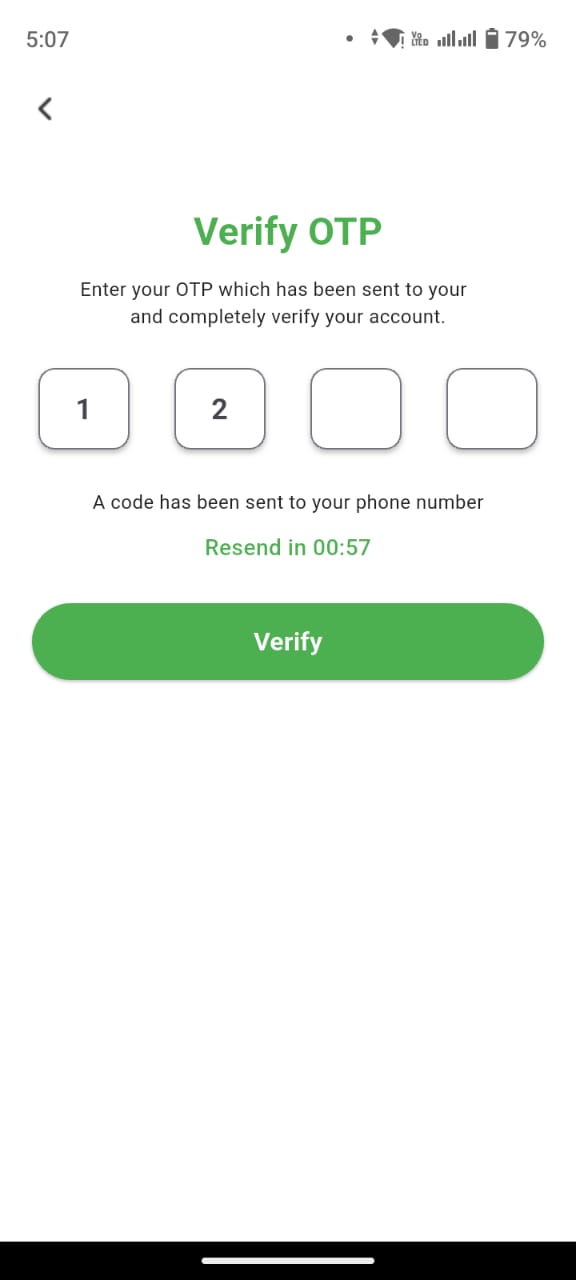 5:07
Vo LTED
79%
Verify OTP
Enter your OTP which has been sent to your
and completely verify your account.
1 2
A code has been sent to your phone number
Resend in 00:57
Verify